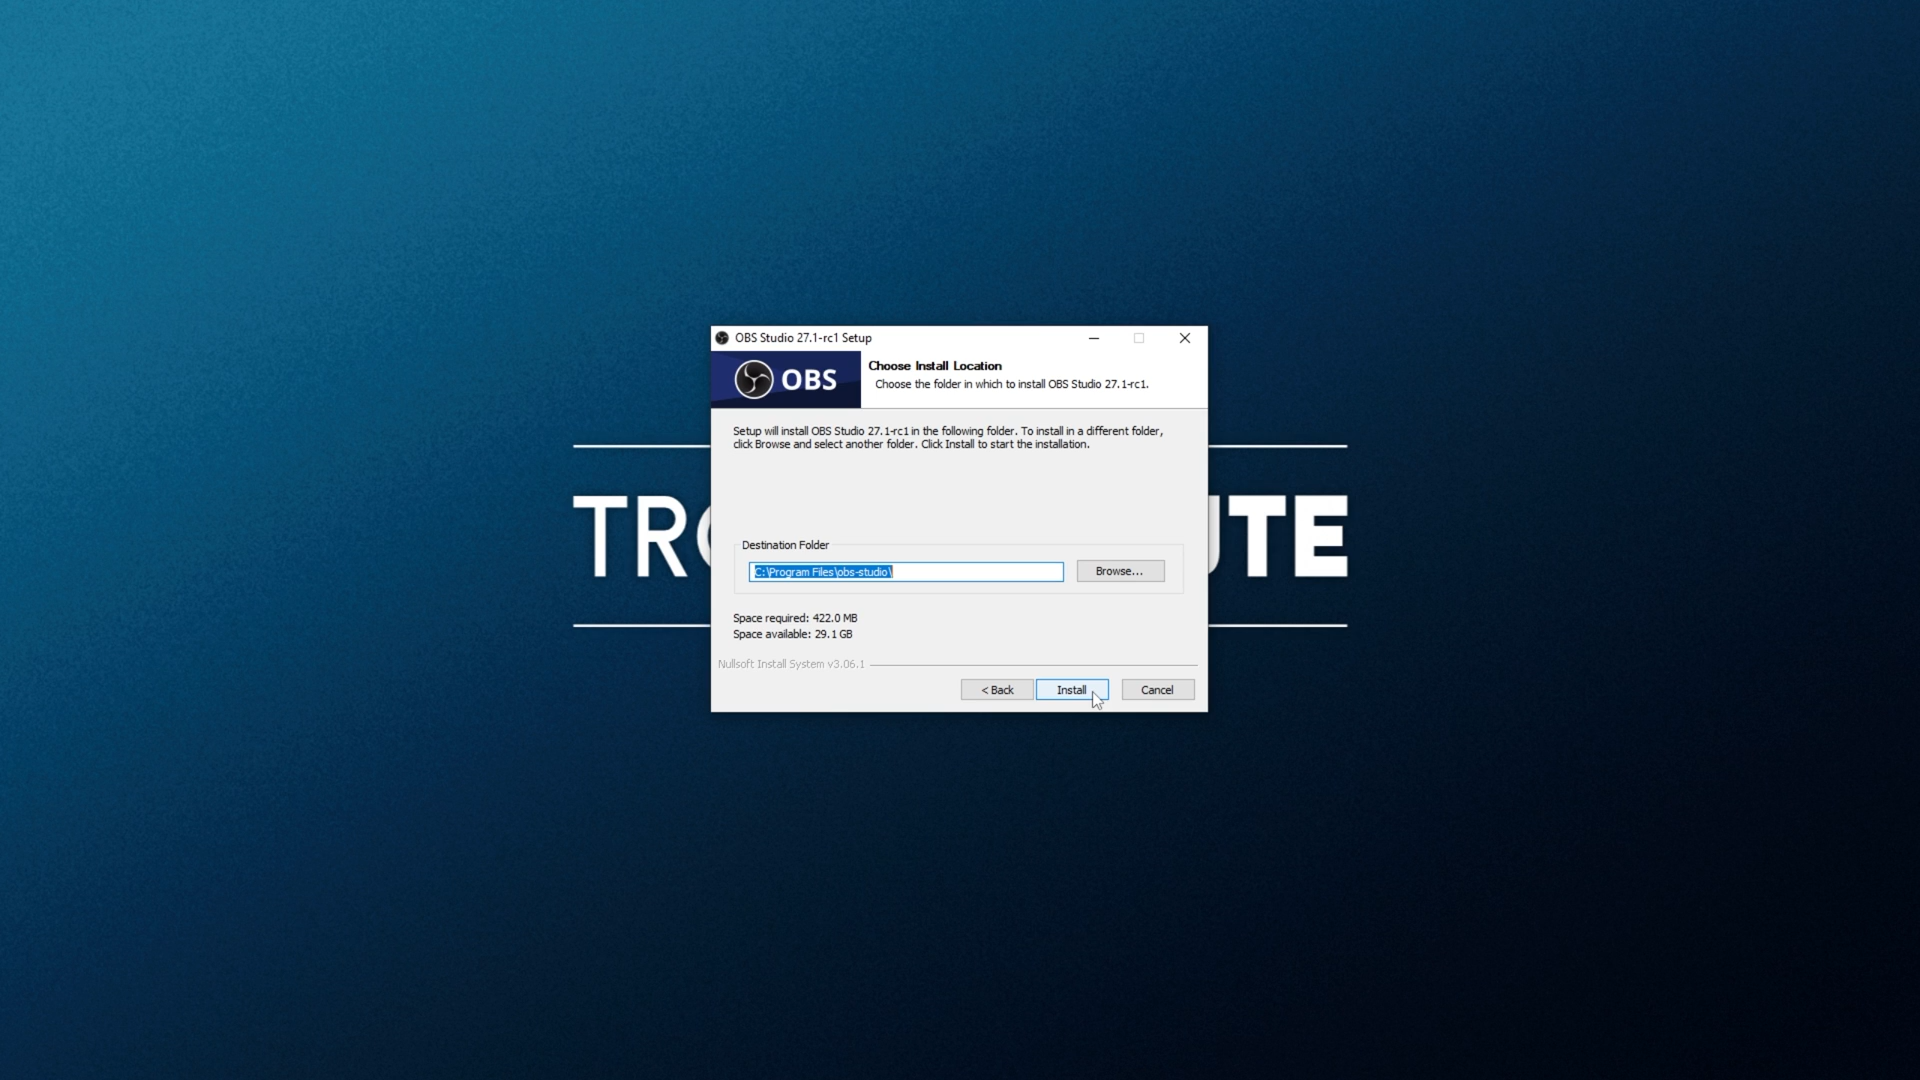 OBS Studio 27.1-rc1 Setup
OBS
Choose Install Location
Choose the folder in which to install OBS Studio 27.1-rc1.
Setup will install OBS Studio 27.1-rc1 in the following folder. To install in a different folder,
click Browse and select another folder. Click Install to start the installation.
TR
TE
Destination Folder
C:\Program Files\obs-studio\
Browse...
Space required: 422.0 MB
Space available: 29.1 GB
Nullsoft Install System v3.06.1
< Back
Install
Cancel